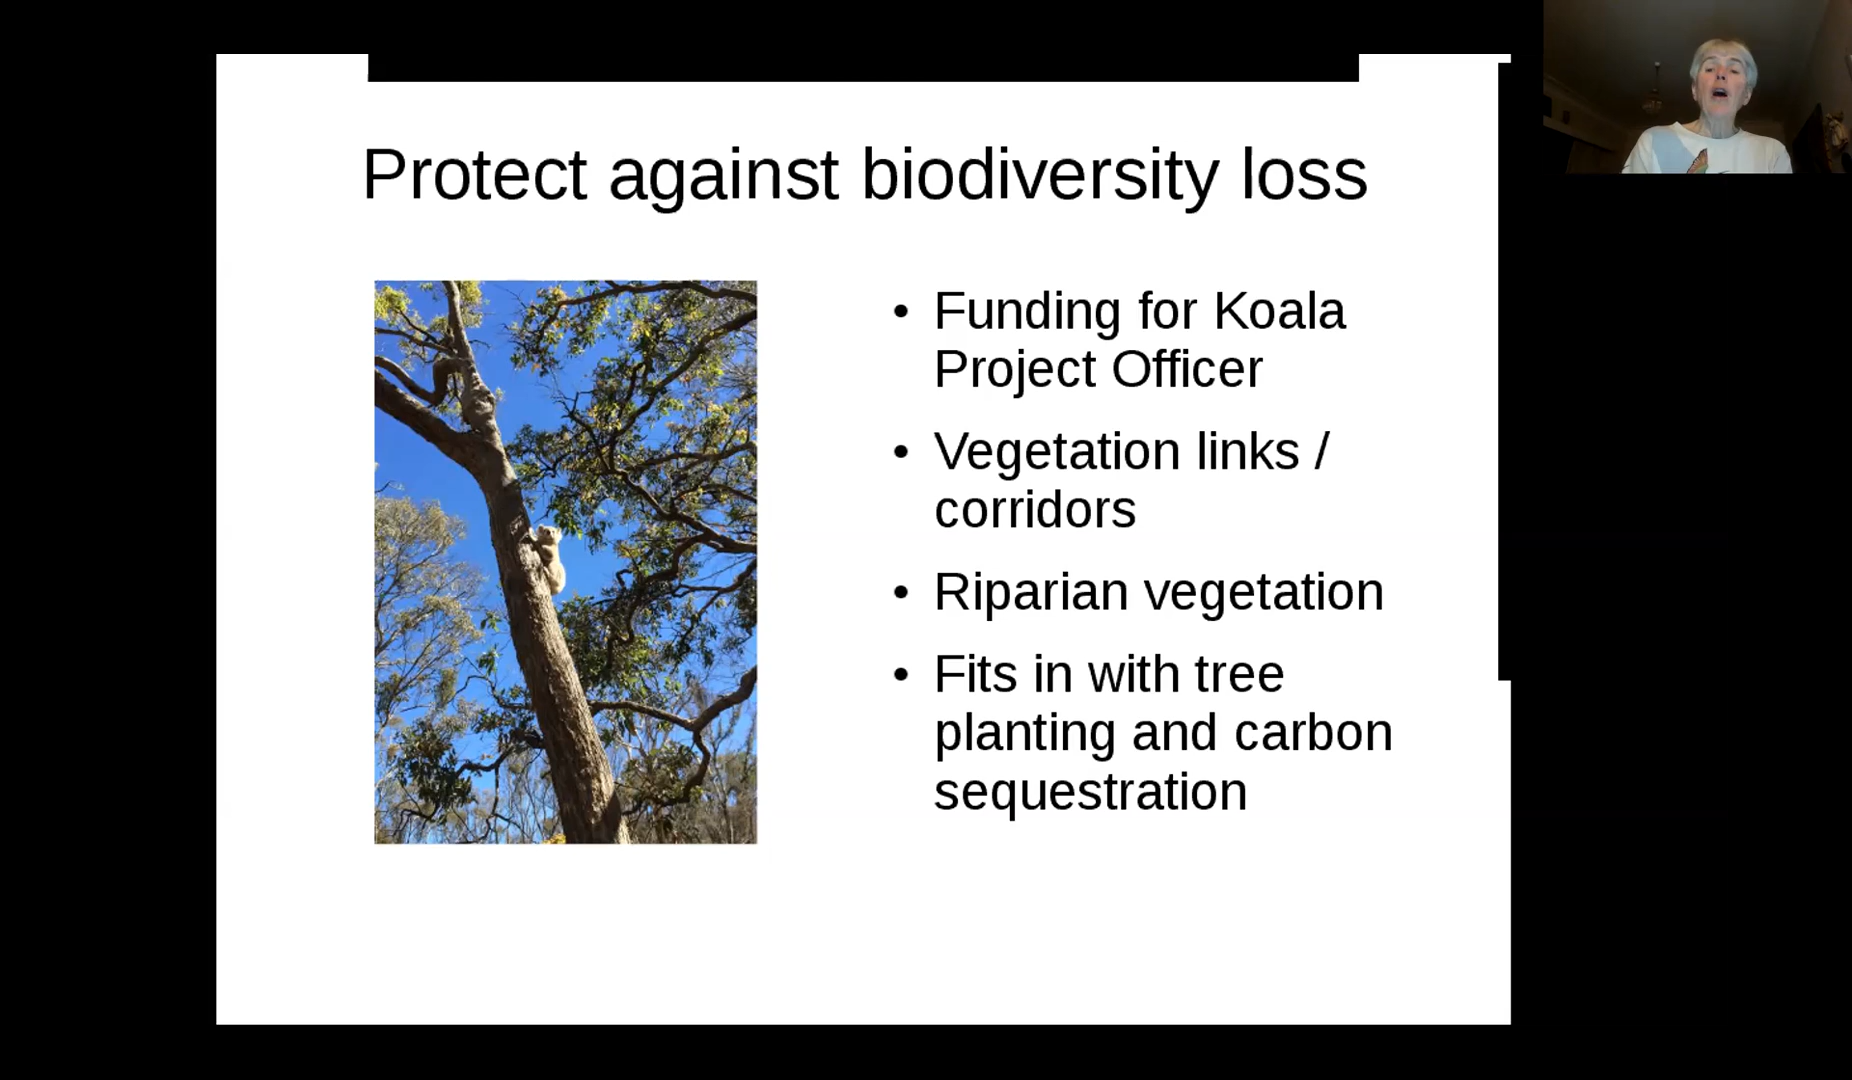 Protect against biodiversity loss
• Funding for Koala
Project Officer
• Vegetation links /
corridors
• Riparian vegetation
• Fits in with tree
planting and carbon
sequestration